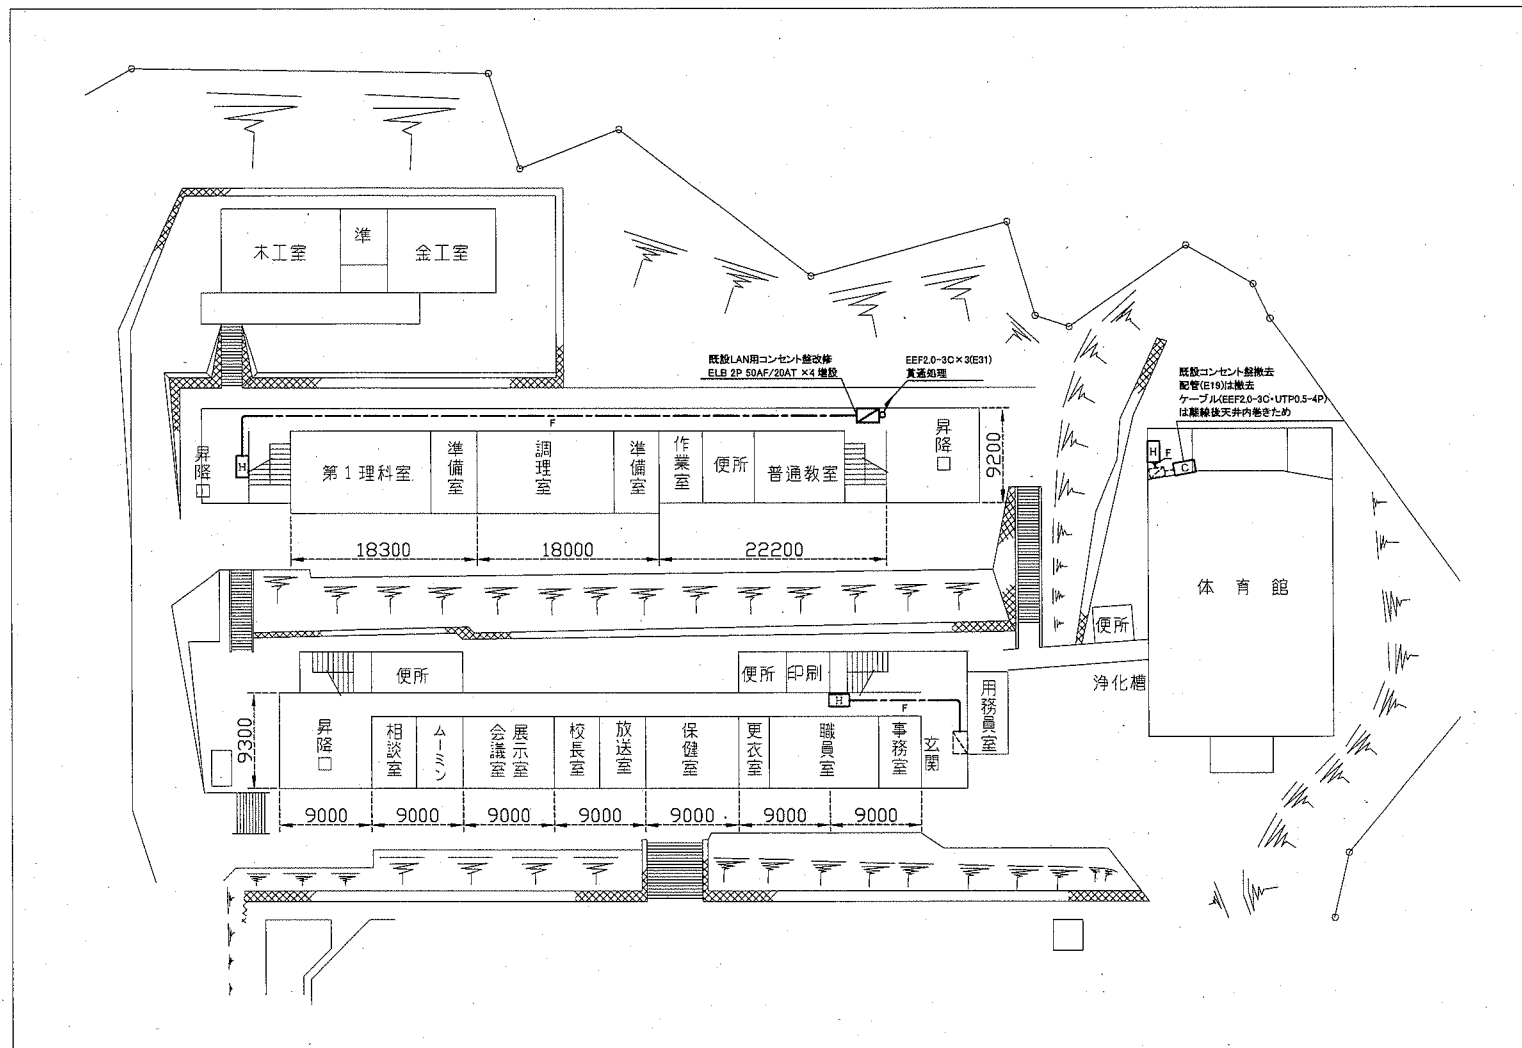 木工室
準
金工室
既設LAN用コンセント盤改修
ELB 2P 50AF/20AT ×4 増設
EEF2.0-3C×3(E31)
貫通処理
既設コンセント盤撤去
配管(E19)は撤去
ケーブル(EEF2.0-3C・UTP0.5-4P)
は離線後天井内巻きため
F
B
H
昇降口
第1理科室
準備室
調理室
準備室
作業室
便所
普通教室
昇降口
9200
H
F
C
18300
18000
22200
体育館
便所
浄化槽
便所
便所
印刷
H
F
用務員室
9300
昇降口
相談室
ムーミン
会議室
展示室
校長室
放送室
保健室
更衣室
職員室
事務室
玄関
9000
9000
9000
9000
9000
9000
9000